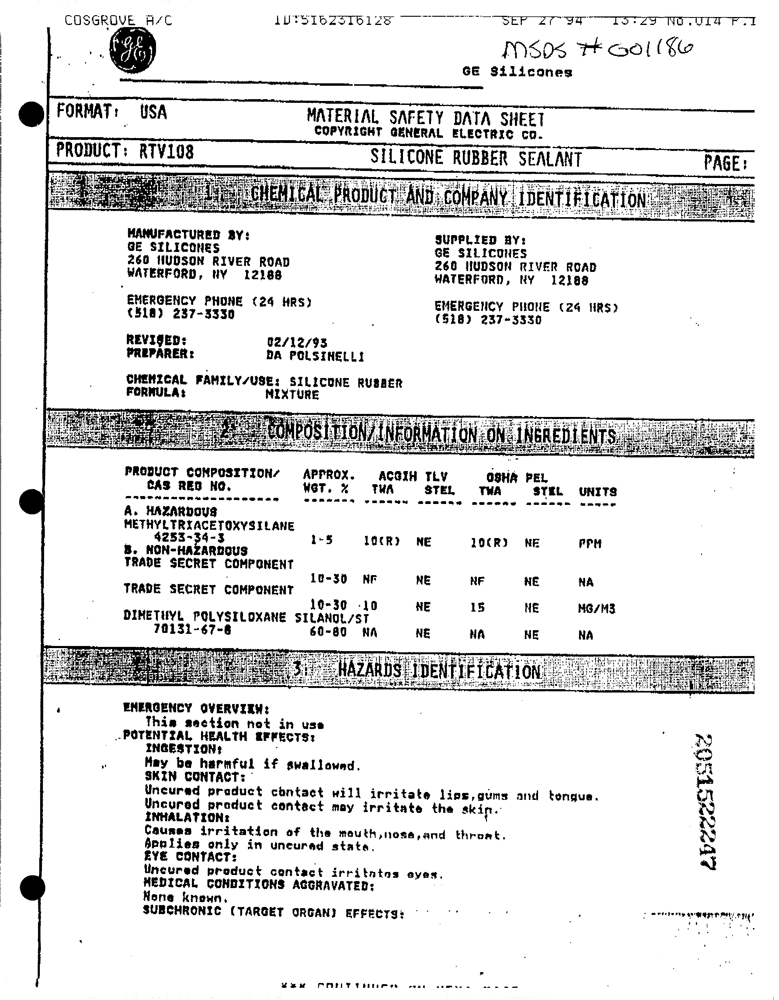 COSGROVE A/C ID:5162316128 SEP 27'94 13:29 No.014 P.1
GE
MSDS # G01186
GE Silicones
FORMAT: USA MATERIAL SAFETY DATA SHEET
COPYRIGHT GENERAL ELECTRIC CO.
PRODUCT: RTV108 SILICONE RUBBER SEALANT PAGE:
1. CHEMICAL PRODUCT AND COMPANY IDENTIFICATION
MANUFACTURED BY: SUPPLIED BY:
GE SILICONES GE SILICONES
260 HUDSON RIVER ROAD 260 HUDSON RIVER ROAD
WATERFORD, NY 12188 WATERFORD, NY 12188
EMERGENCY PHONE (24 HRS) EMERGENCY PHONE (24 HRS)
(518) 237-3330 (518) 237-3330
REVISED: 02/12/93
PREPARER: DA POLSINELLI
CHEMICAL FAMILY/USE: SILICONE RUBBER
FORMULA: MIXTURE
2. COMPOSITION/INFORMATION ON INGREDIENTS
PRODUCT COMPOSITION/ APPROX. ACGIH TLV OSHA PEL
CAS REG NO. WGT. % TWA STEL TWA STEL UNITS
A. HAZARDOUS
METHYLTRIACETOXYSILANE
4253-34-3 1-5 10(R) NE 10(R) NE PPM
B. NON-HAZARDOUS
TRADE SECRET COMPONENT
10-30 NF NE NF NE NA
TRADE SECRET COMPONENT
10-30 10 NE 15 NE MG/M3
DIMETHYL POLYSILOXANE SILANOL/ST
70131-67-8 60-80 NA NE NA NE NA
3. HAZARDS IDENTIFICATION
EMERGENCY OVERVIEW:
This section not in use
POTENTIAL HEALTH EFFECTS:
INGESTION:
May be harmful if swallowed.
SKIN CONTACT:
Uncured product contact will irritate lips,gums and tongue.
Uncured product contact may irritate the skin.
INHALATION:
Causes irritation of the mouth,nose,and throat.
Applies only in uncured state.
EYE CONTACT:
Uncured product contact irritates eyes.
MEDICAL CONDITIONS AGGRAVATED:
None known.
SUBCHRONIC (TARGET ORGAN) EFFECTS:
2051522247
*** CONTINUED ON NEXT PAGE